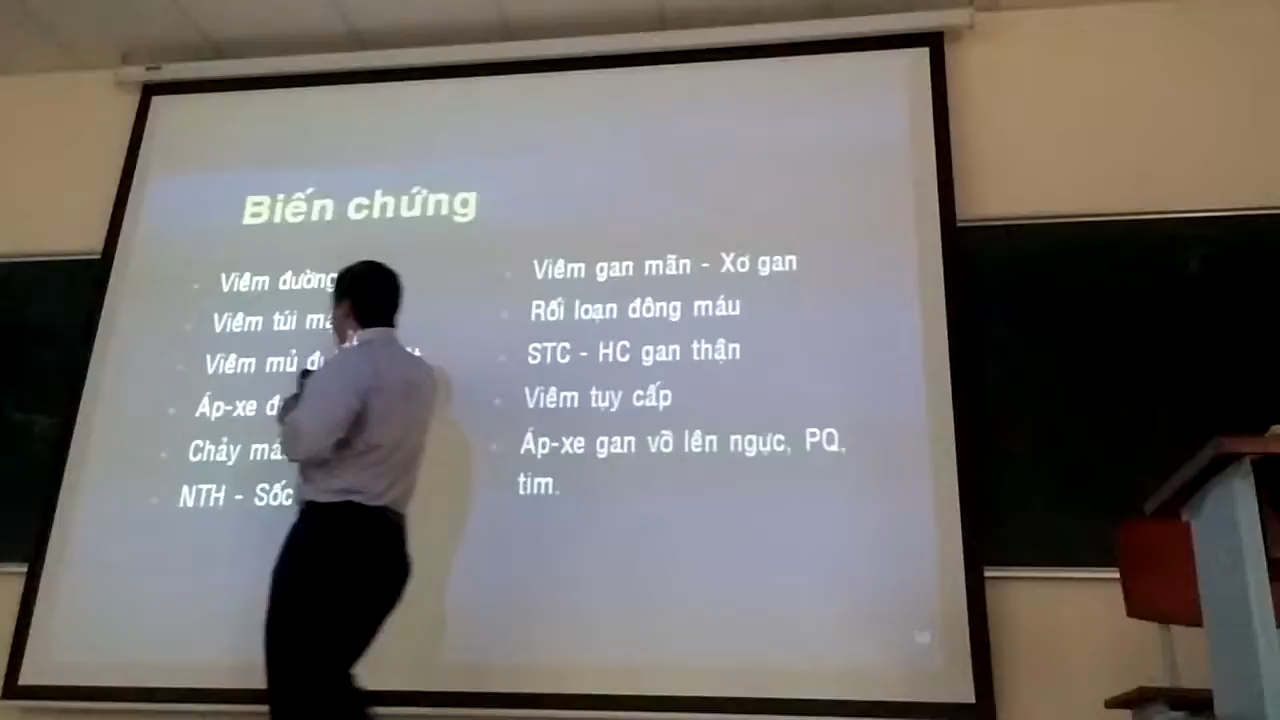 Biến chứng
Viêm đường
Viêm túi
Viêm mủ
Áp-xe
Chảy
NTH - Sốc
Viêm gan mãn - Xơ gan
Rối loạn đông máu
STC - HC gan thận
Viêm tụy cấp
Áp-xe gan vỡ lên ngực, PQ,
tim.